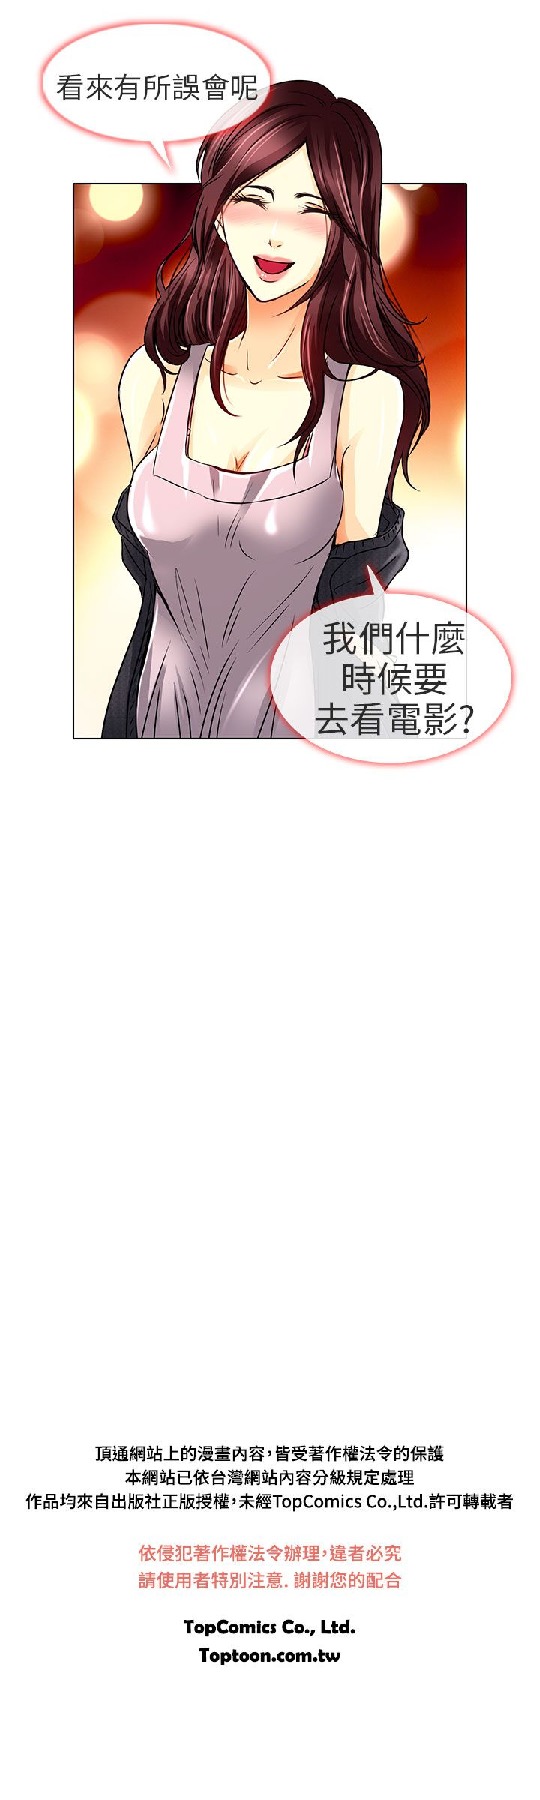 看來有所誤會呢
我們什麼
時候要
去看電影?
頂通網站上的漫畫內容,皆受著作權法令的保護
本網站已依台灣網站內容分級規定處理
作品均來自出版社正版授權,未經TopComics Co.,Ltd.許可轉載者
依侵犯著作權法令辦理,違者必究
請使用者特別注意. 謝謝您的配合
TopComics Co., Ltd.
Toptoon.com.tw